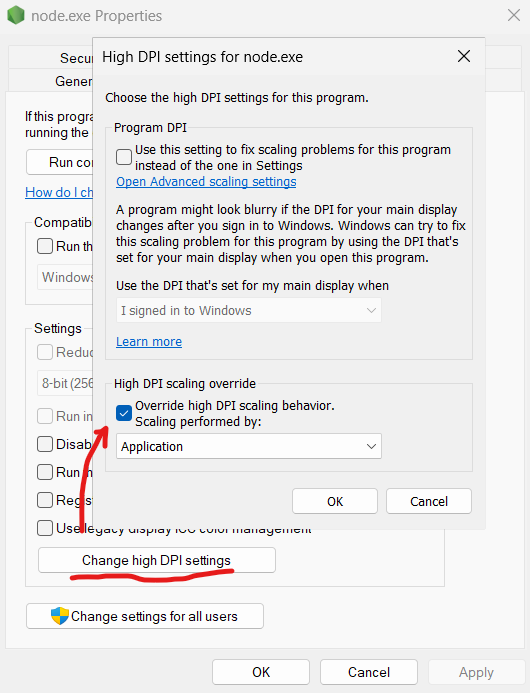 node.exe Properties
Secu
Gener
If this progra
running the
Run co
How do I ch
Compatib
Run th
Windows
Settings
Reduc
8-bit (256
Run in
Disab
Run
Regist
Use legacy display ICC color management
Change high DPI settings
Change settings for all users
OK
Cancel
Apply
High DPI settings for node.exe
Choose the high DPI settings for this program.
Program DPI
Use this setting to fix scaling problems for this program
instead of the one in Settings
Open Advanced scaling settings
A program might look blurry if the DPI for your main display
changes after you sign in to Windows. Windows can try to fix
this scaling problem for this program by using the DPI that's
set for your main display when you open this program.
Use the DPI that's set for my main display when
I signed in to Windows
Learn more
High DPI scaling override
Override high DPI scaling behavior.
Scaling performed by:
Application
OK
Cancel